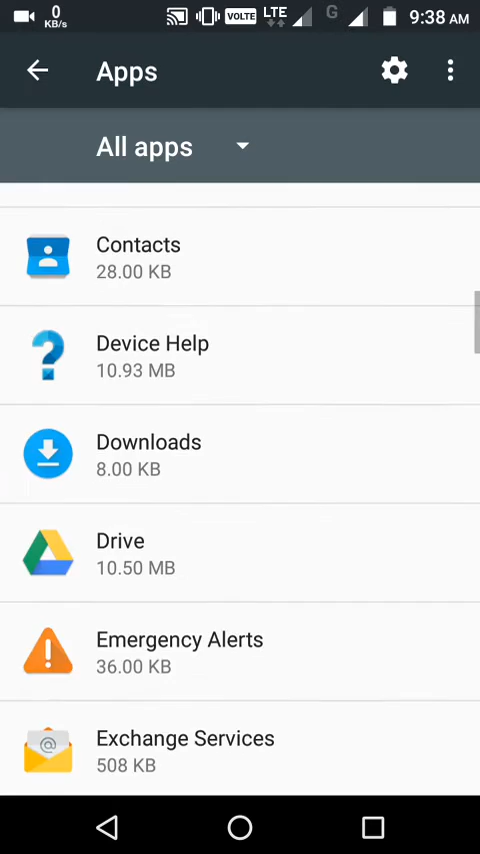 0
KB/s
VOLTE
LTE
G
9:38 AM
Apps
All apps
Contacts
28.00 KB
Device Help
10.93 MB
Downloads
8.00 KB
Drive
10.50 MB
Emergency Alerts
36.00 KB
@
Exchange Services
508 KB